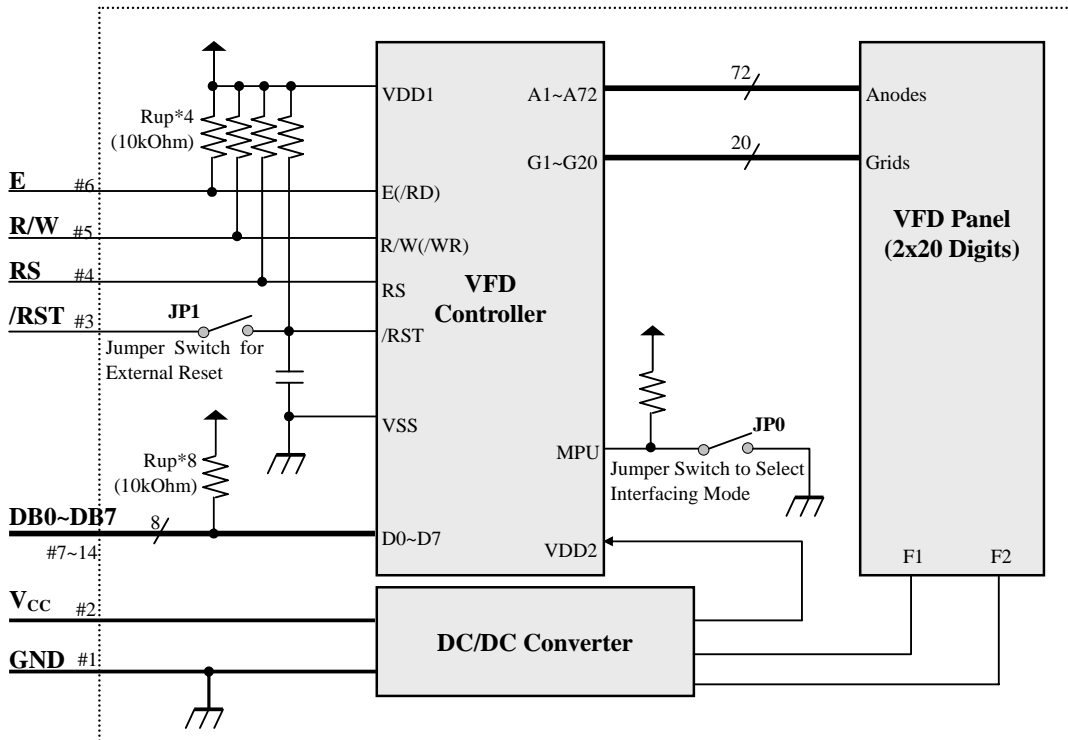 72
VDD1
A1~A72
Anodes
Rup*4
(10kOhm)
20
G1~G20
Grids
E #6
E(/RD)
R/W #5
R/W(/WR)
VFD Panel
(2x20 Digits)
RS #4
RS
VFD
Controller
/RST #3
JP1
/RST
Jumper Switch for
External Reset
VSS
JP0
MPU
Jumper Switch to Select
Interfacing Mode
Rup*8
(10kOhm)
DB0~DB7
8
D0~D7
#7~14
VDD2
F1
F2
VCC #2
DC/DC Converter
GND #1